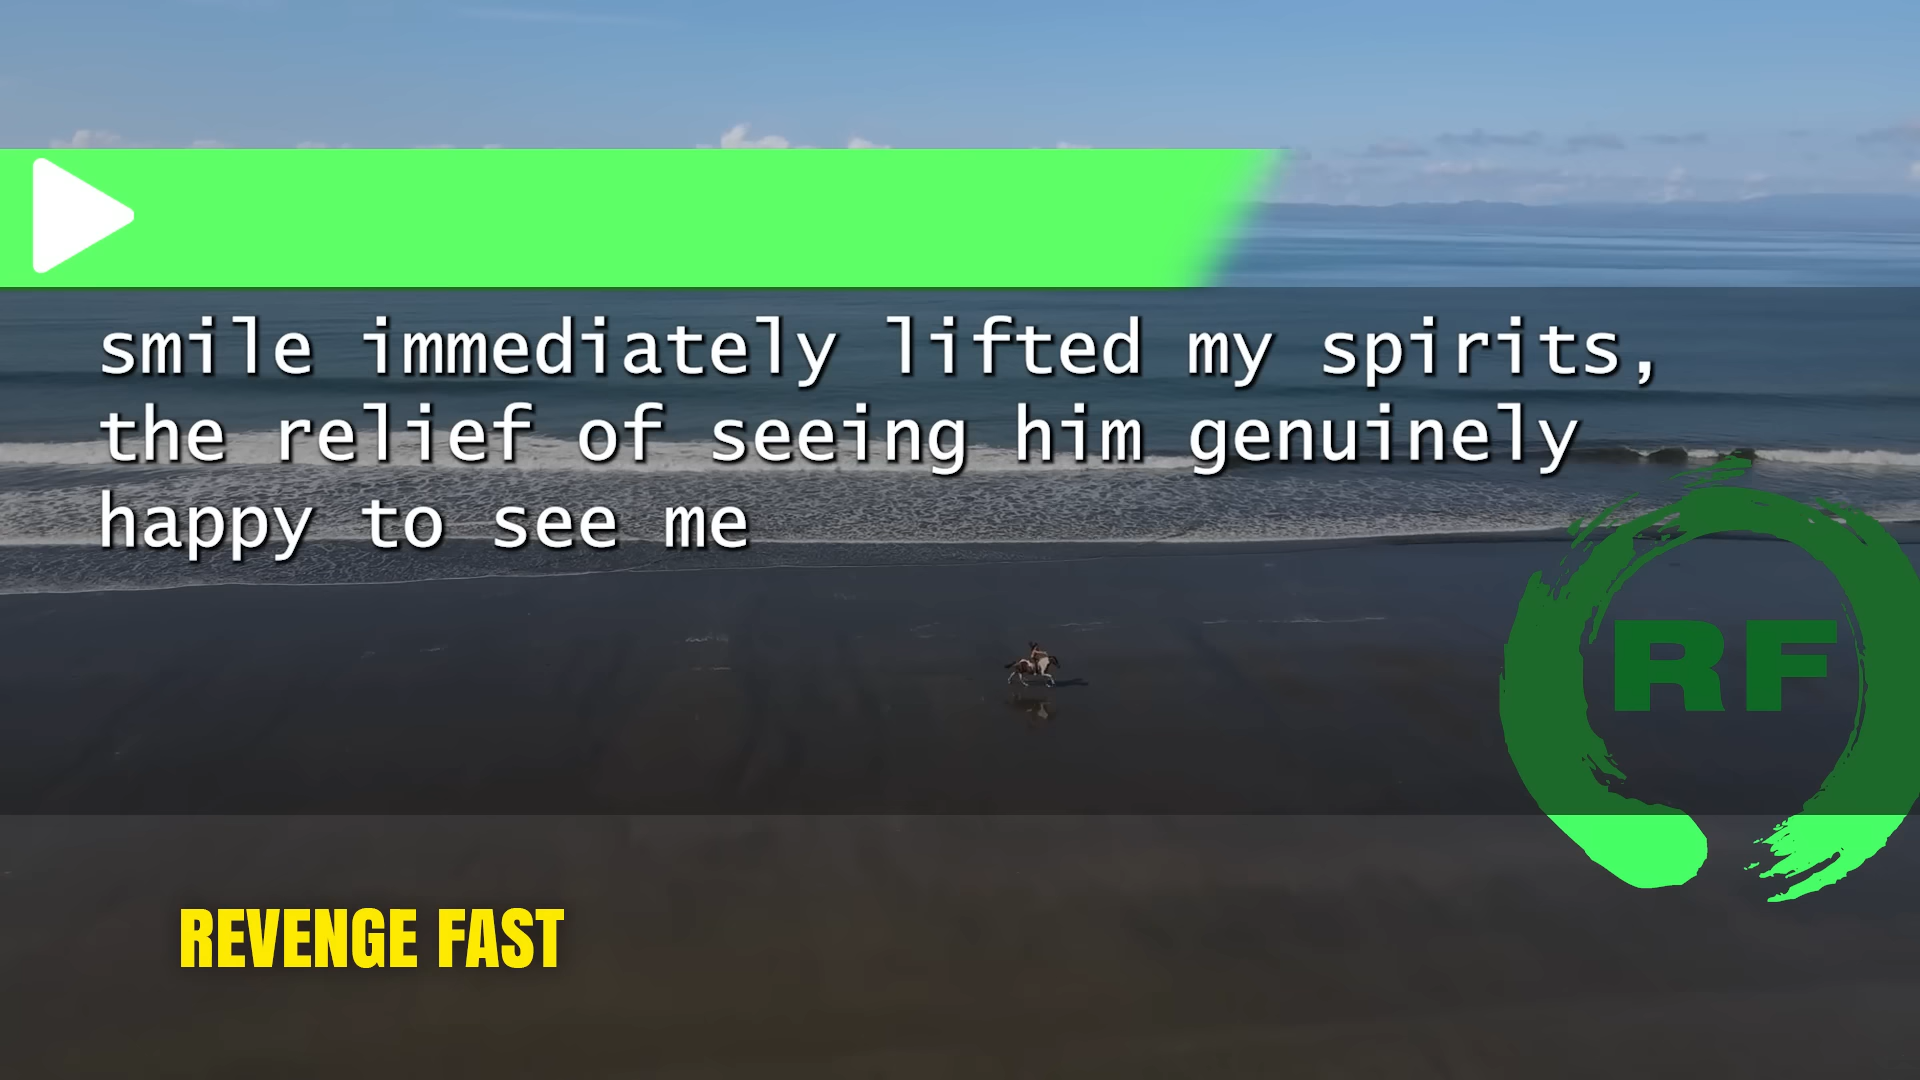 smile immediately lifted my spirits,
the relief of seeing him genuinely
happy to see me
RF
REVENGE FAST